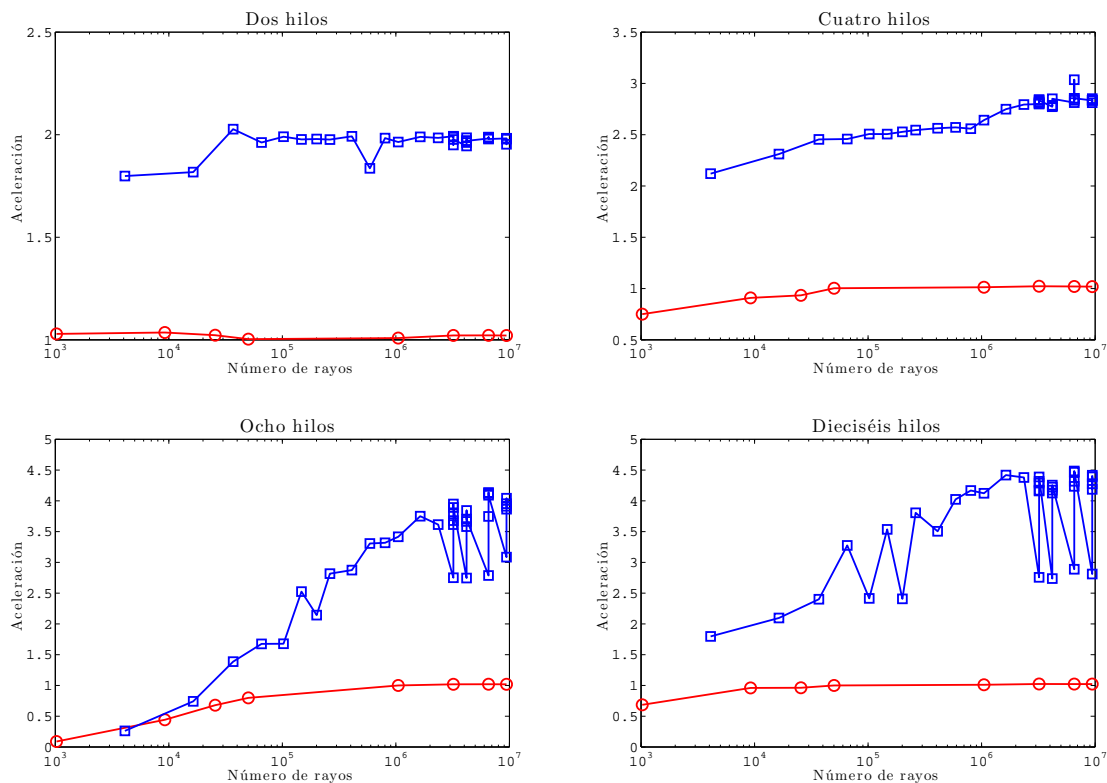 Dos hilos
2.5
2
1.5
1
Aceleración
10³ 10⁴ 10⁵ 10⁶ 10⁷
Número de rayos
Cuatro hilos
3.5
3
2.5
2
1.5
1
0.5
Aceleración
10³ 10⁴ 10⁵ 10⁶ 10⁷
Número de rayos
Ocho hilos
5
4.5
4
3.5
3
2.5
2
1.5
1
0.5
0
Aceleración
10³ 10⁴ 10⁵ 10⁶ 10⁷
Número de rayos
Dieciséis hilos
5
4.5
4
3.5
3
2.5
2
1.5
1
0.5
0
Aceleración
10³ 10⁴ 10⁵ 10⁶ 10⁷
Número de rayos